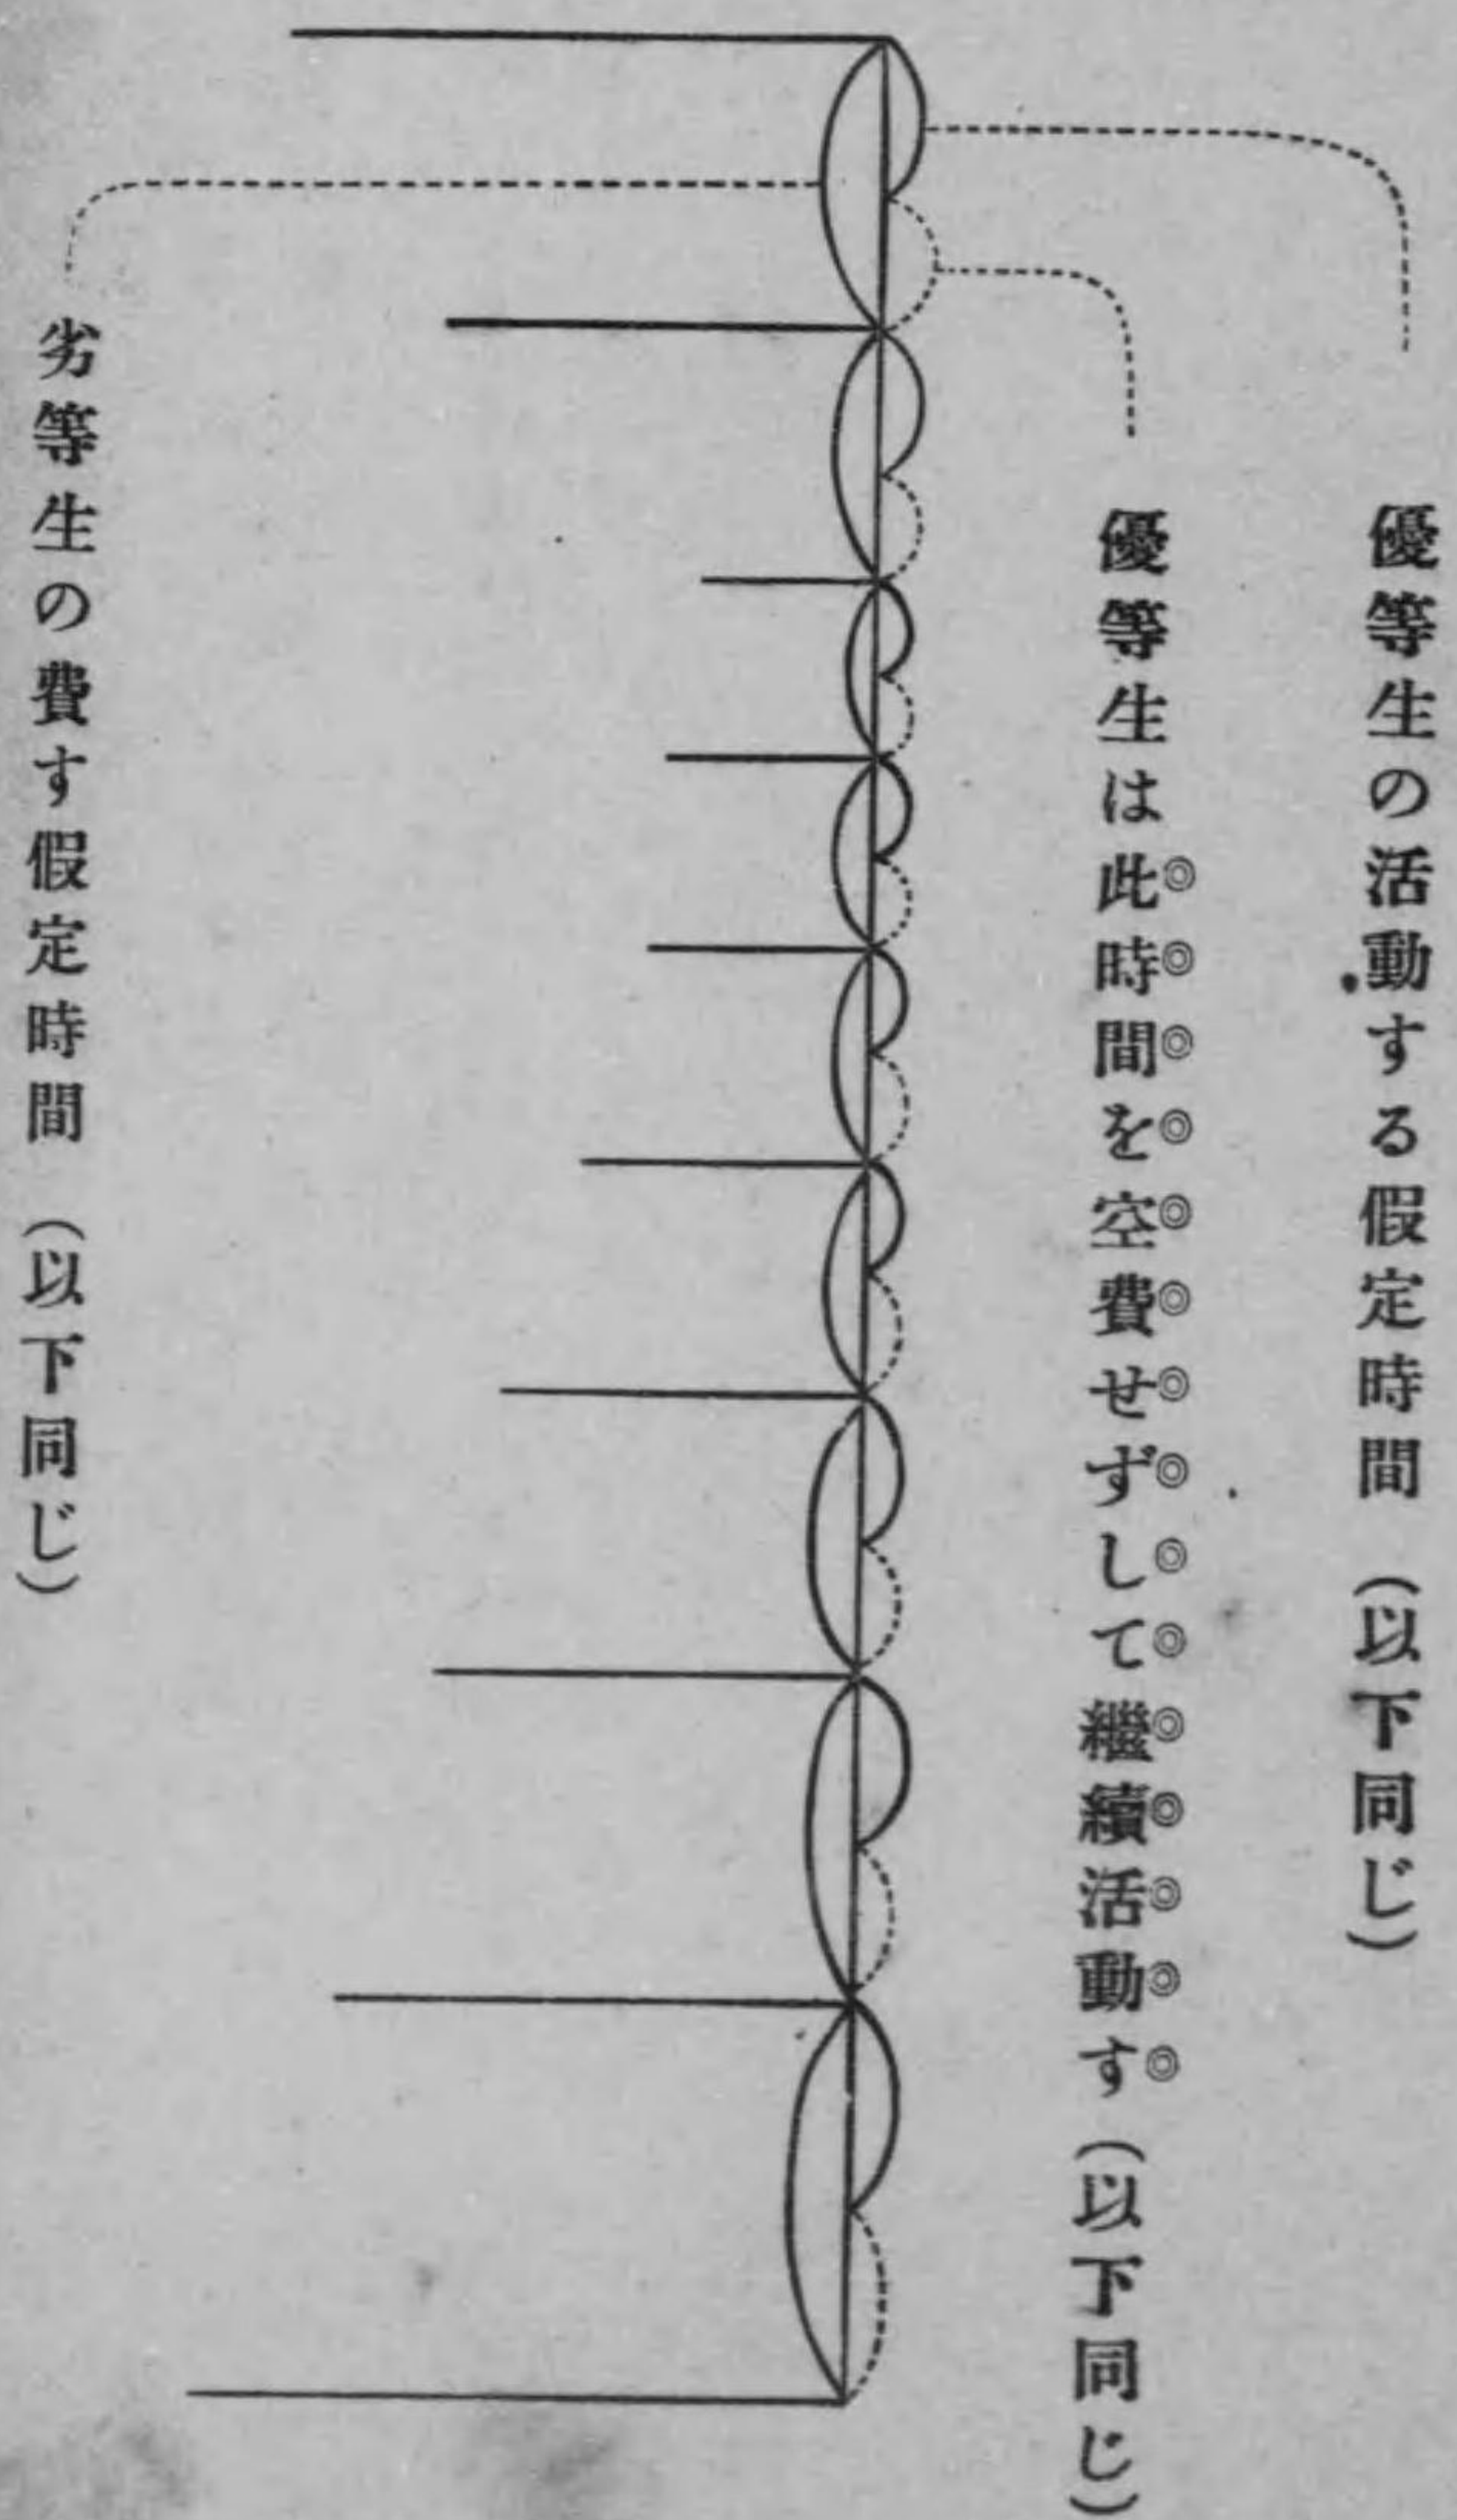 優等生の活動する假定時間（以下同じ）
優等生は此時間を空費せずして繼續活動す（以下同じ）
劣等生の費す假定時間（以下同じ）